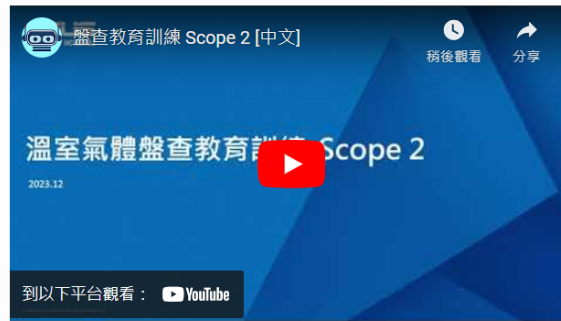 盤查教育訓練 Scope 2 [中文]
稍後觀看
分享
溫室氣體盤查教育訓練 Scope 2
2023.12
到以下平台觀看：
YouTube